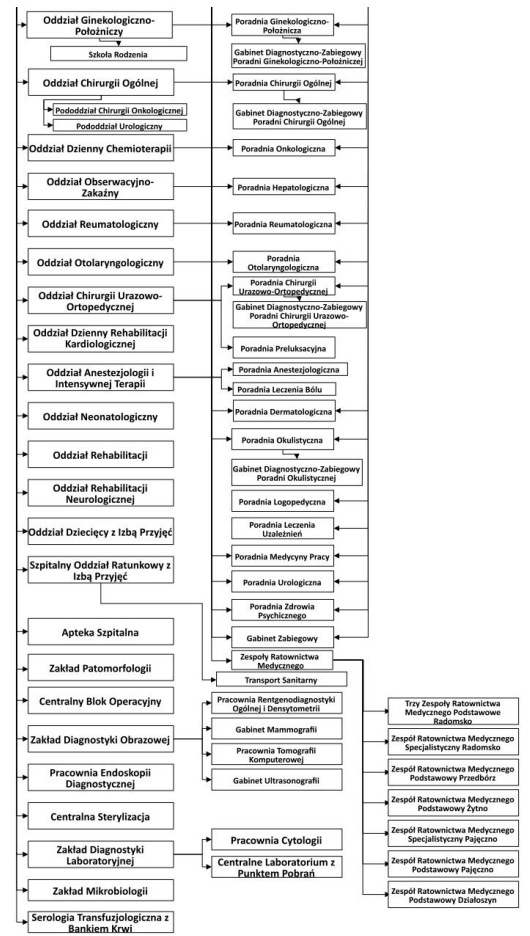 Oddział Ginekologiczno-
Położniczy
Szkoła Rodzenia
Oddział Chirurgii Ogólnej
Pododdział Chirurgii Onkologicznej
Pododdział Urologiczny
Oddział Dzienny Chemioterapii
Oddział Obserwacyjno-
Zakaźny
Oddział Reumatologiczny
Oddział Otolaryngologiczny
Oddział Chirurgii Urazowo-
Ortopedycznej
Oddział Dzienny Rehabilitacji
Kardiologicznej
Oddział Anestezjologii i
Intensywnej Terapii
Oddział Neonatologiczny
Oddział Rehabilitacji
Oddział Rehabilitacji
Neurologicznej
Oddział Dziecięcy z Izbą Przyjęć
Szpitalny Oddział Ratunkowy z
Izbą Przyjęć
Apteka Szpitalna
Zakład Patomorfologii
Centralny Blok Operacyjny
Zakład Diagnostyki Obrazowej
Pracownia Endoskopii
Diagnostycznej
Centralna Sterylizacja
Zakład Diagnostyki
Laboratoryjnej
Zakład Mikrobiologii
Serologia Transfuzjologiczna z
Bankiem Krwi
Poradnia Ginekologiczno-
Położnicza
Gabinet Diagnostyczno-Zabiegowy
Poradni Ginekologiczno-Położniczej
Poradnia Chirurgii Ogólnej
Gabinet Diagnostyczno-Zabiegowy
Poradni Chirurgii Ogólnej
Poradnia Onkologiczna
Poradnia Hepatologiczna
Poradnia Reumatologiczna
Poradnia
Otolaryngologiczna
Poradnia Chirurgii
Urazowo-Ortopedycznej
Gabinet Diagnostyczno-Zabiegowy
Poradni Chirurgii Urazowo-
Ortopedycznej
Poradnia Preluksacyjna
Poradnia Anestezjologiczna
Poradnia Leczenia Bólu
Poradnia Dermatologiczna
Poradnia Okulistyczna
Gabinet Diagnostyczno-Zabiegowy
Poradni Okulistycznej
Poradnia Logopedyczna
Poradnia Leczenia
Uzależnień
Poradnia Medycyny Pracy
Poradnia Urologiczna
Poradnia Zdrowia
Psychicznego
Gabinet Zabiegowy
Zespoły Ratownictwa
Medycznego
Transport Sanitarny
Pracownia Rentgenodiagnostyki
Ogólnej i Densytometrii
Gabinet Mammografii
Pracownia Tomografii
Komputerowej
Gabinet Ultrasonografii
Pracownia Cytologii
Centralne Laboratorium z
Punktem Pobrań
Trzy Zespoły Ratownictwa
Medycznego Podstawowe
Radomsko
Zespół Ratownictwa Medycznego
Specjalistyczny Radomsko
Zespół Ratownictwa Medycznego
Podstawowy Przedbórz
Zespół Ratownictwa Medycznego
Podstawowy Żytno
Zespół Ratownictwa Medycznego
Specjalistyczny Pajęczno
Zespół Ratownictwa Medycznego
Podstawowy Pajęczno
Zespół Ratownictwa Medycznego
Podstawowy Działoszyn